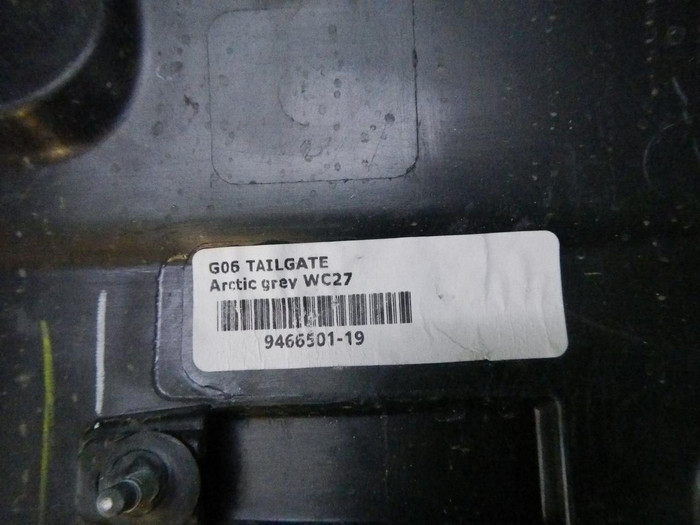 G06 TAILGATE
Arctic grey WC27
9466501-19